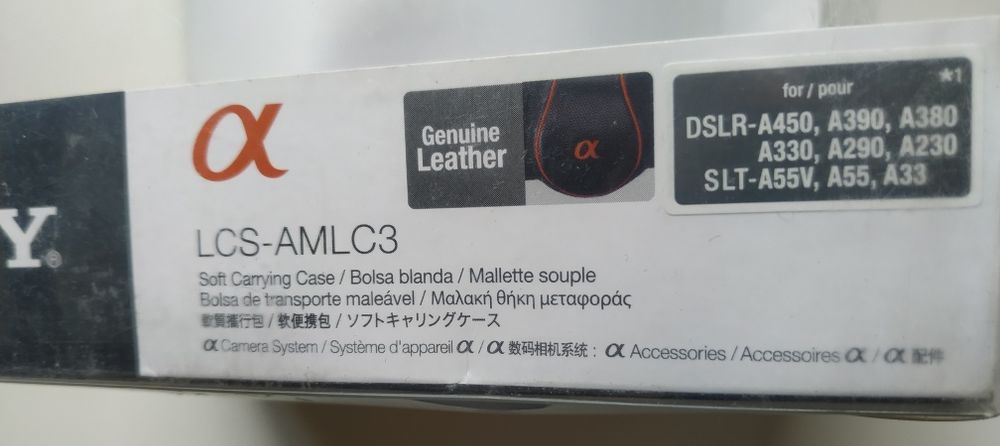 Y®
α
Genuine
Leather
α
for / pour *1
DSLR-A450, A390, A380
A330, A290, A230
SLT-A55V, A55, A33
LCS-AMLC3
Soft Carrying Case / Bolsa blanda / Mallette souple
Bolsa de transporte maleável / Μαλακή θήκη μεταφοράς
軟質攜行包 / 软便携包 / ソフトキャリングケース
α Camera System / Système d'appareil α / α 数码相机系统 : α Accessories / Accessoires α / α 配件